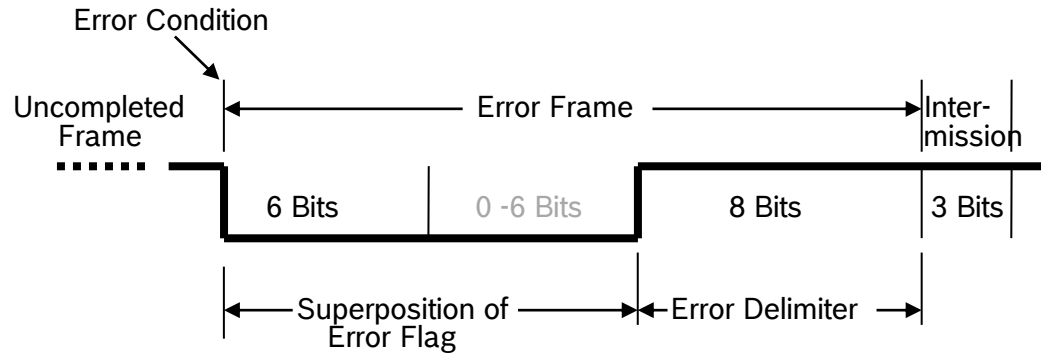 Error Condition
Uncompleted
Frame
Error Frame
Inter-
mission
6 Bits
0 -6 Bits
8 Bits
3 Bits
Superposition of
Error Flag
Error Delimiter